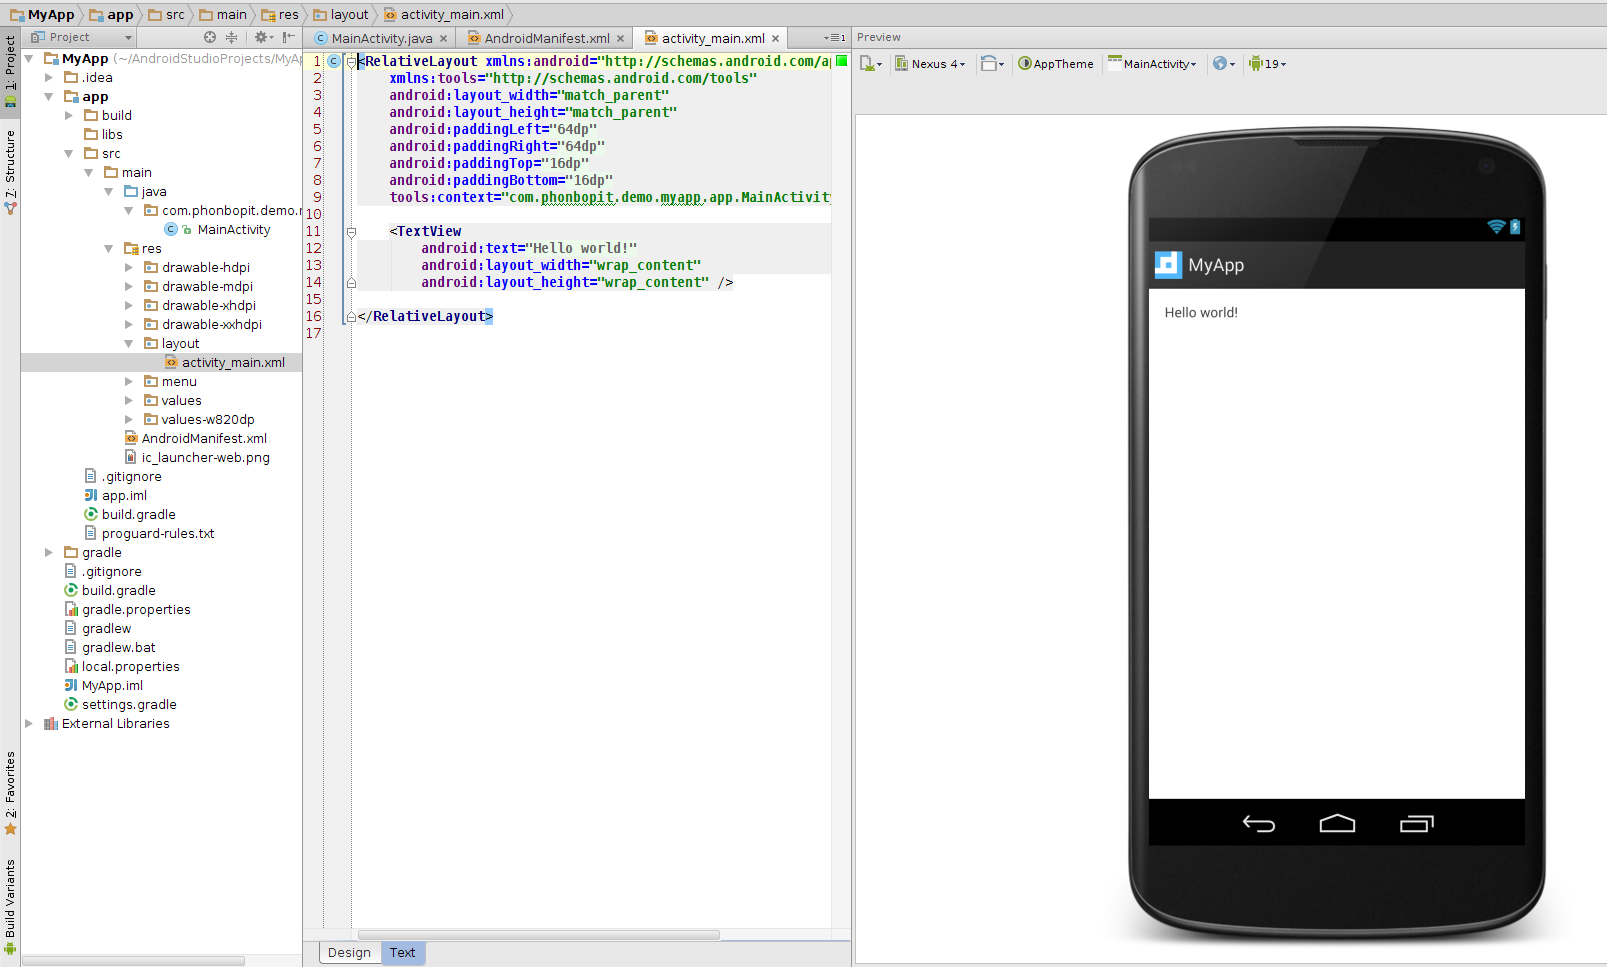 MyApp app src main res layout activity_main.xml
Project
MainActivity.java AndroidManifest.xml activity_main.xml 1
Preview
1: Project
7: Structure
2: Favorites
Build Variants
MyApp (~/AndroidStudioProjects/MyAp
.idea
app
build
libs
src
main
java
com.phonbopit.demo.m
MainActivity
res
drawable-hdpi
drawable-mdpi
drawable-xhdpi
drawable-xxhdpi
layout
activity_main.xml
menu
values
values-w820dp
AndroidManifest.xml
ic_launcher-web.png
.gitignore
app.iml
build.gradle
proguard-rules.txt
gradle
.gitignore
build.gradle
gradle.properties
gradlew
gradlew.bat
local.properties
MyApp.iml
settings.gradle
External Libraries
1 <RelativeLayout xmlns:android="http://schemas.android.com/ap
2 xmlns:tools="http://schemas.android.com/tools"
3 android:layout_width="match_parent"
4 android:layout_height="match_parent"
5 android:paddingLeft="64dp"
6 android:paddingRight="64dp"
7 android:paddingTop="16dp"
8 android:paddingBottom="16dp"
9 tools:context="com.phonbopit.demo.myapp.app.MainActivity
10
11 <TextView
12 android:text="Hello world!"
13 android:layout_width="wrap_content"
14 android:layout_height="wrap_content" />
15
16 </RelativeLayout>
17
Design Text
Nexus 4 AppTheme MainActivity 19
MyApp
Hello world!